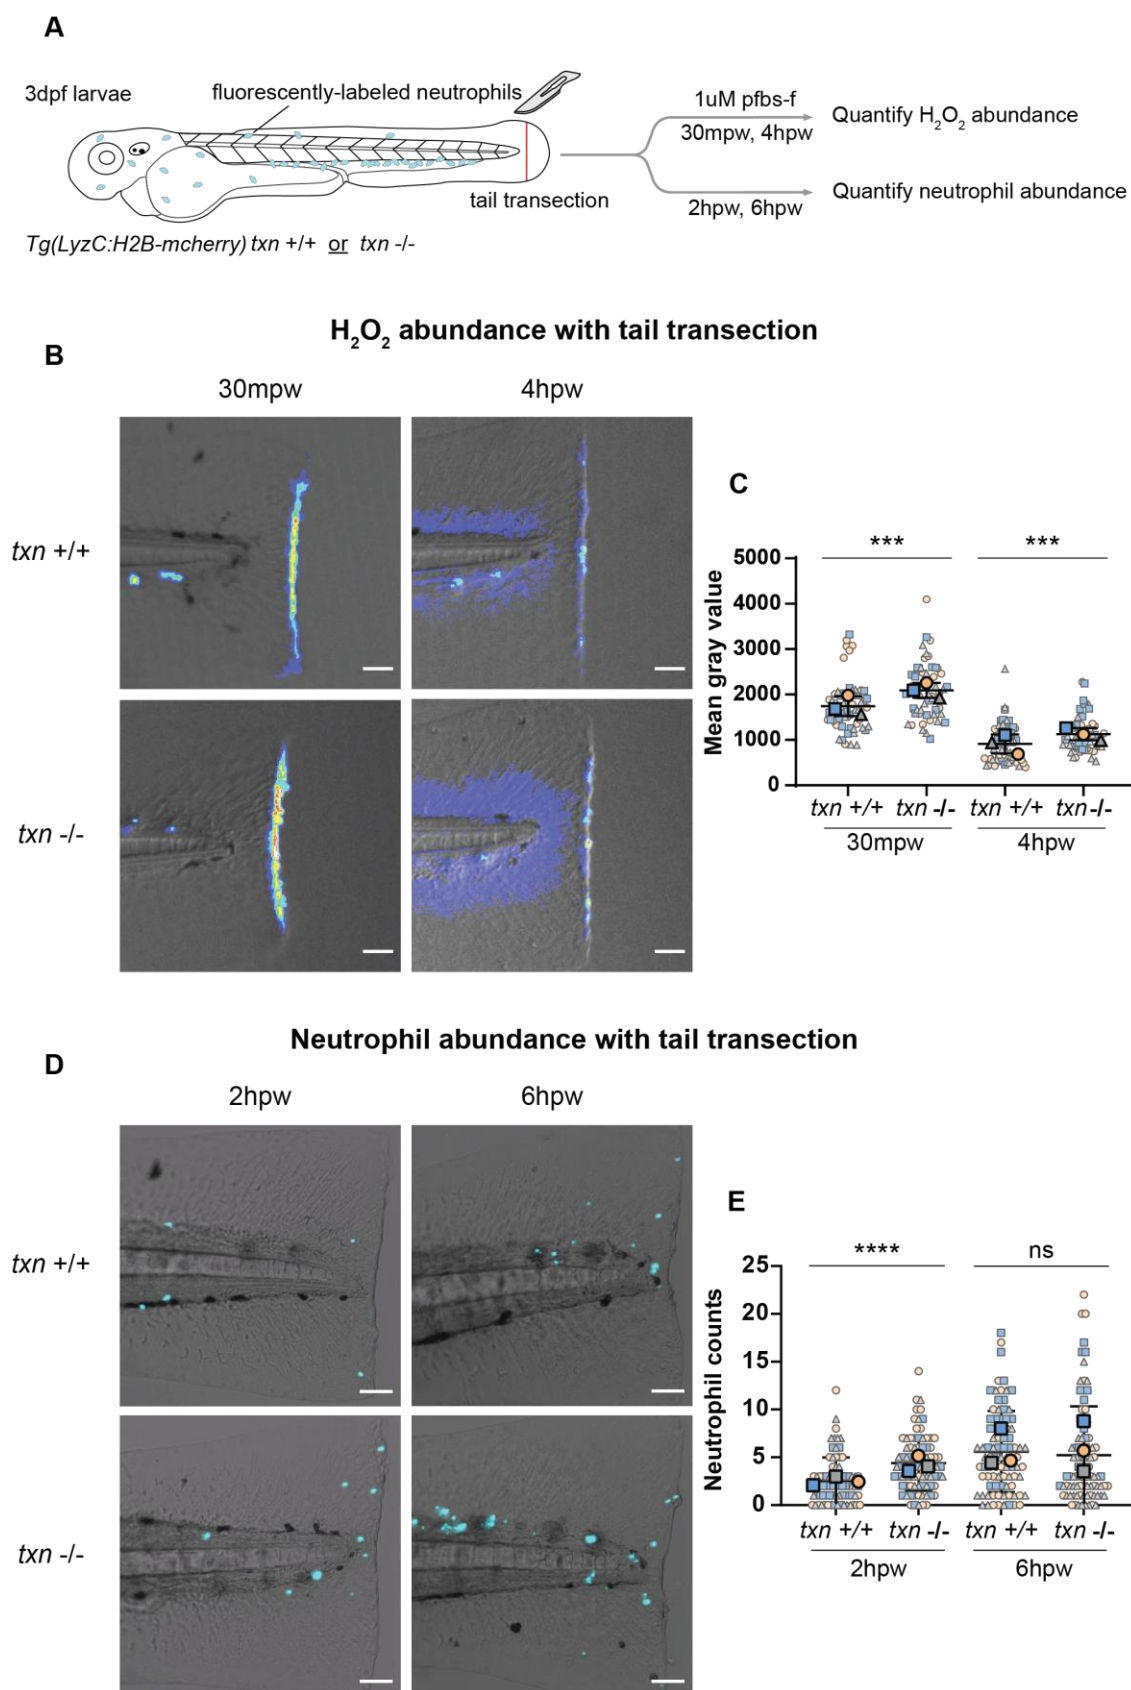 A
3dpf larvae
fluorescently-labeled neutrophils
tail transection
1uM pfbs-f
30mpw, 4hpw
Quantify H₂O₂ abundance
2hpw, 6hpw
Quantify neutrophil abundance
Tg(LyzC:H2B-mcherry) txn +/+ or txn -/-
H₂O₂ abundance with tail transection
B
30mpw 4hpw
txn +/+
txn -/-
C
*** ***
Mean gray value
5000
4000
3000
2000
1000
0
txn +/+ txn -/- txn +/+ txn -/-
30mpw 4hpw
Neutrophil abundance with tail transection
D
2hpw 6hpw
txn +/+
txn -/-
E
**** ns
Neutrophil counts
25
20
15
10
5
0
txn +/+ txn -/- txn +/+ txn -/-
2hpw 6hpw